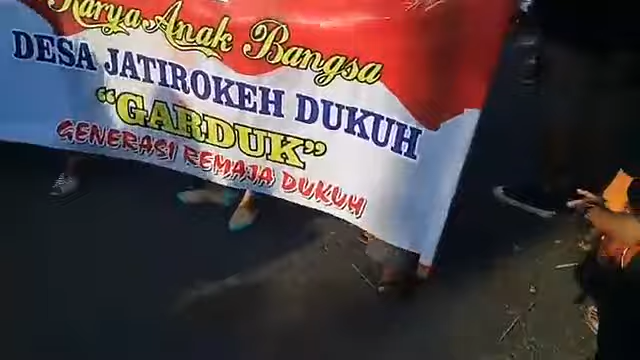 Karya Anak Bangsa
DESA JATIROKEH DUKUH
"GARDUK"
GENERASI REMAJA DUKUH